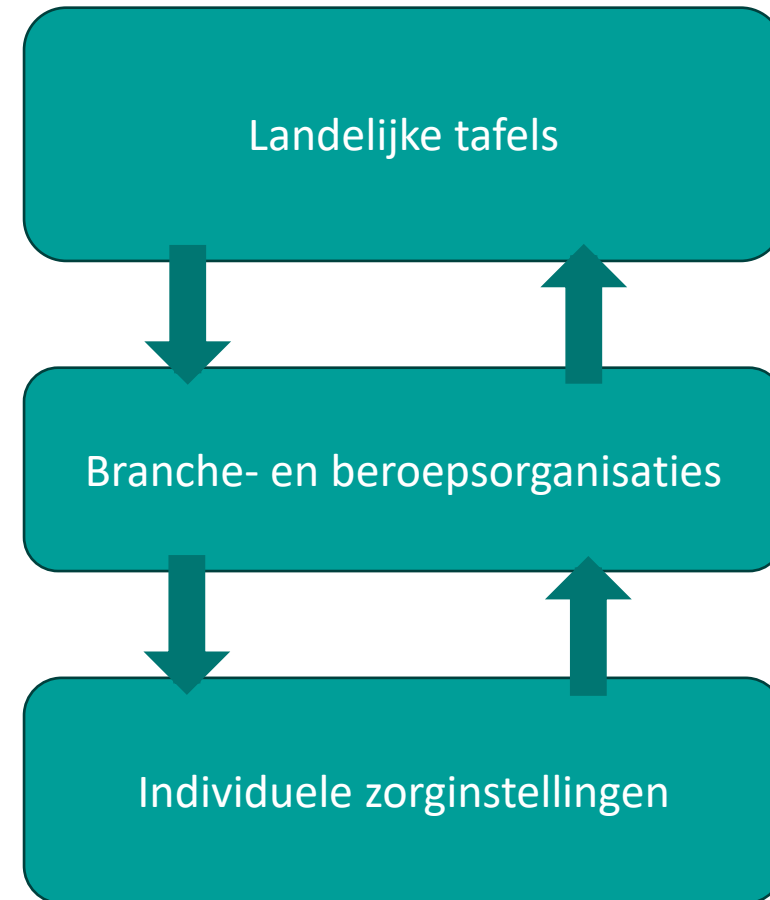 Landelijke tafels
Branche- en beroepsorganisaties
Individuele zorginstellingen